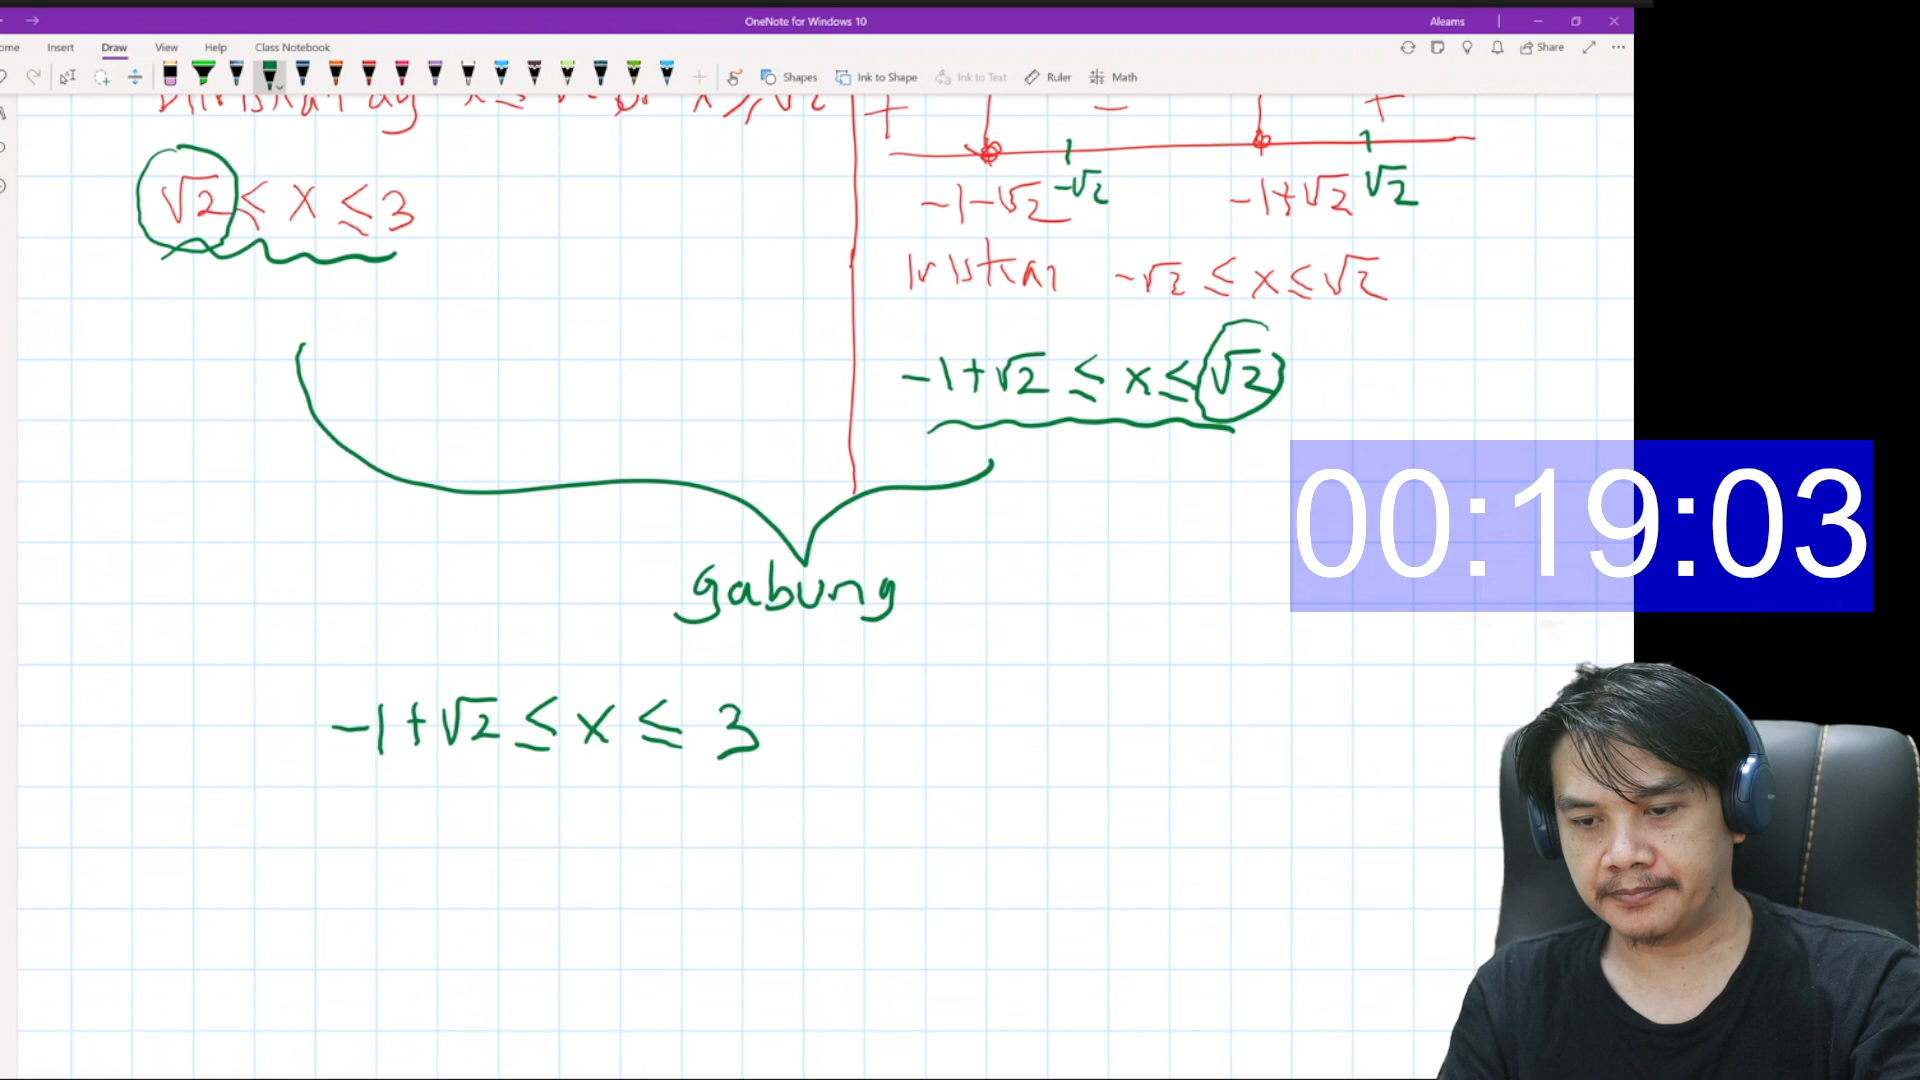 OneNote for Windows 10
Aleams
Insert Draw View Help Class Notebook
Share
Shapes Ink to Shape Ink to Text Ruler Math
x ≥ √2
+ − +
√2 ≤ x ≤ 3
-1-√2 -√2 -1+√2 √2
-√2 ≤ x ≤ √2
-1+√2 ≤ x ≤ √2
00:19:03
gabung
-1+√2 ≤ x ≤ 3